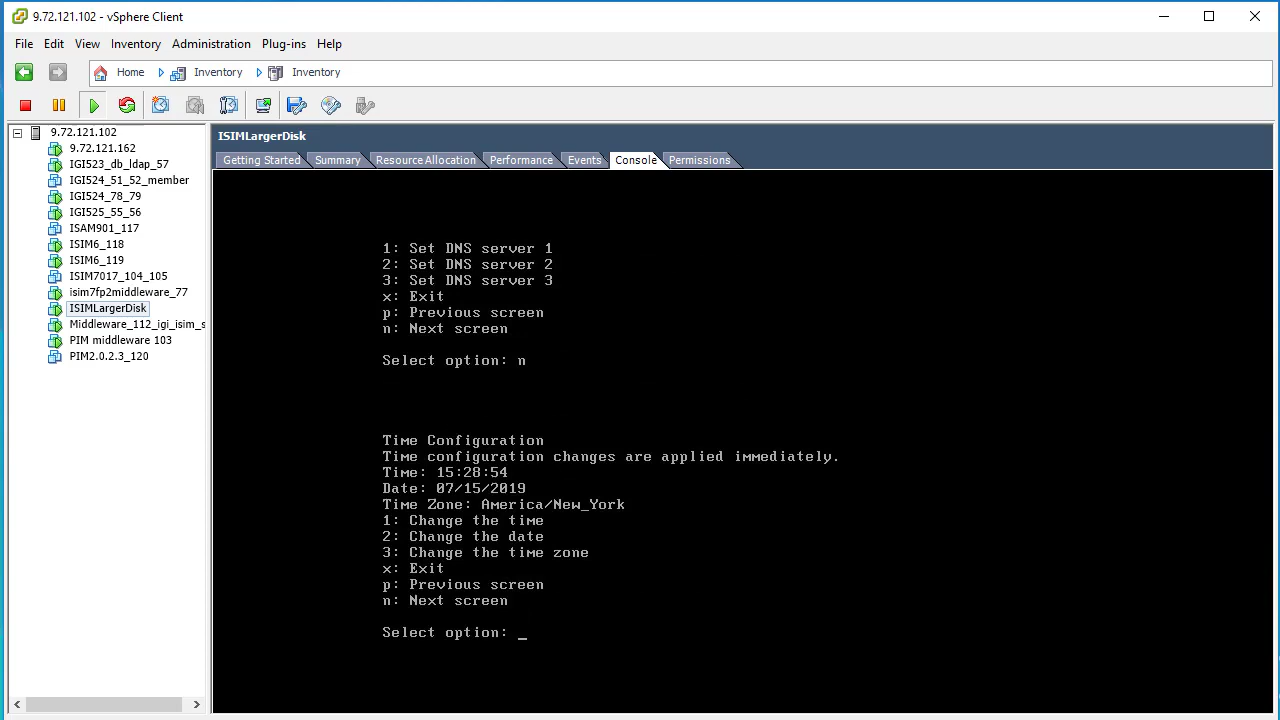 9.72.121.102 - vSphere Client
File Edit View Inventory Administration Plug-ins Help
Home Inventory Inventory
9.72.121.102
9.72.121.162
IGI523_db_ldap_57
IGI524_51_52_member
IGI524_78_79
IGI525_55_56
ISAM901_117
ISIM6_118
ISIM6_119
ISIM7017_104_105
isim7fp2middleware_77
ISIMLargerDisk
Middleware_112_igi_isim_s
PIM middleware 103
PIM2.0.2.3_120
ISIMLargerDisk
Getting Started Summary Resource Allocation Performance Events Console Permissions
1: Set DNS server 1
2: Set DNS server 2
3: Set DNS server 3
x: Exit
p: Previous screen
n: Next screen
Select option: n
Time Configuration
Time configuration changes are applied immediately.
Time: 15:28:54
Date: 07/15/2019
Time Zone: America/New_York
1: Change the time
2: Change the date
3: Change the time zone
x: Exit
p: Previous screen
n: Next screen
Select option: _